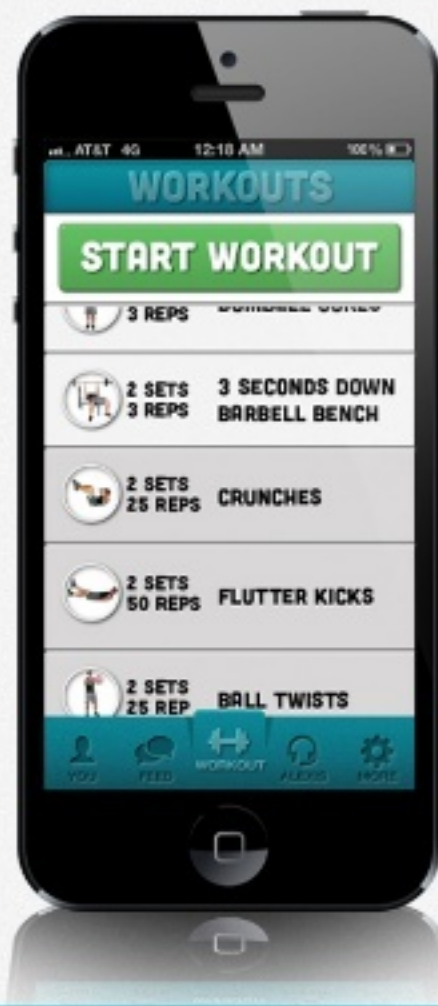 AT&T 4G 12:18 AM 100%
WORKOUTS
START WORKOUT
3 REPS
2 SETS 3 SECONDS DOWN
3 REPS BARBELL BENCH
2 SETS
25 REPS CRUNCHES
2 SETS
50 REPS FLUTTER KICKS
2 SETS
25 REP BALL TWISTS
YOU FEED WORKOUT ALEXIS MORE